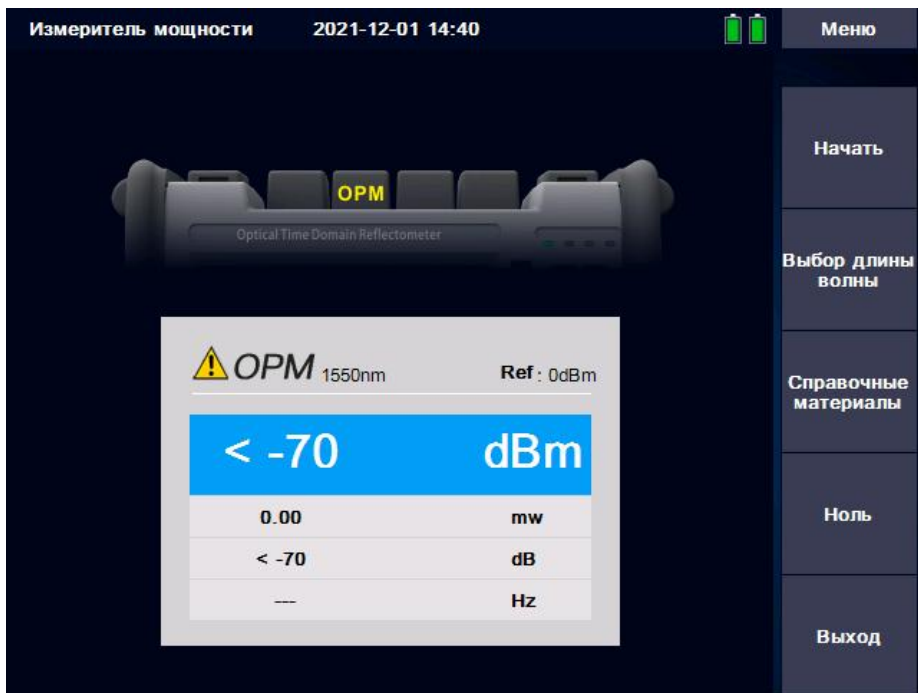 Измеритель мощности 2021-12-01 14:40
Меню
Начать
OPM
Optical Time Domain Reflectometer
Выбор длины
волны
OPM 1550nm Ref: 0dBm
Справочные
материалы
< -70 dBm
0.00 mw
< -70 dB
--- Hz
Ноль
Выход